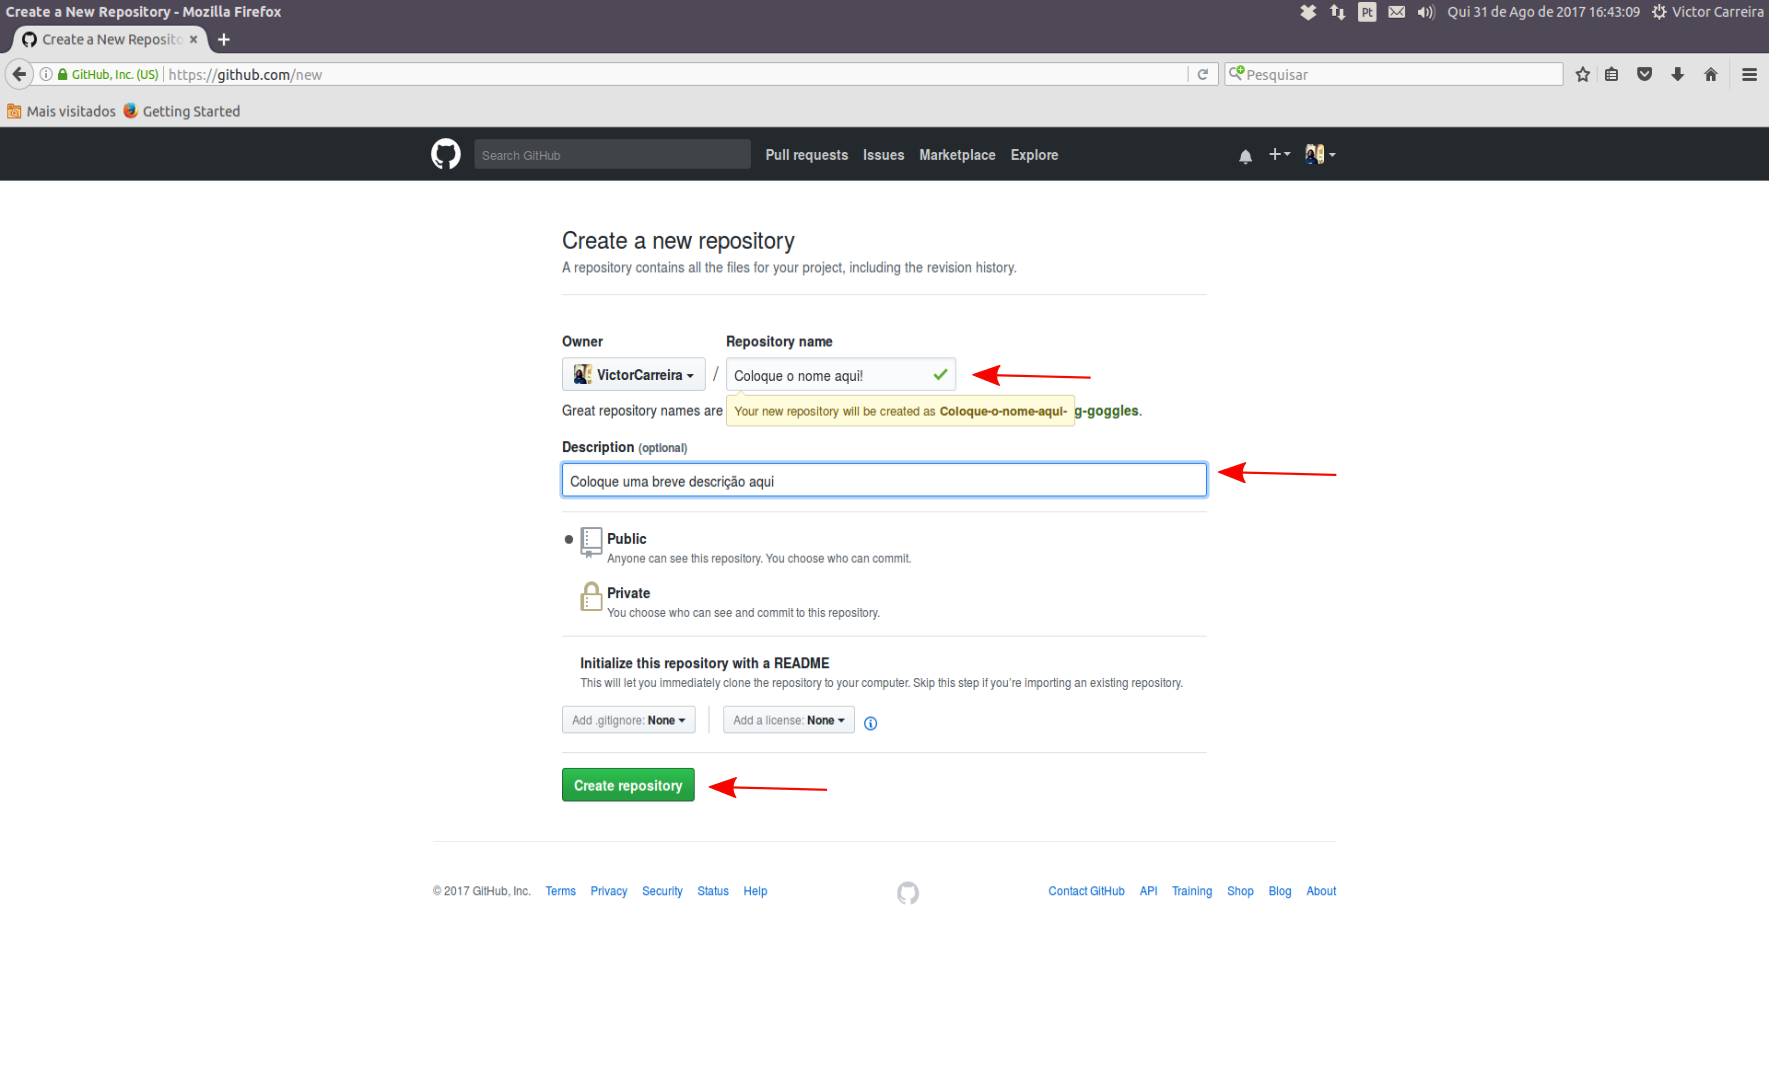 Create a New Repository - Mozilla Firefox
Pt
Qui 31 de Ago de 2017 16:43:09
Victor Carreira
Create a New Reposito
GitHub, Inc. (US)
https://github.com/new
Pesquisar
Mais visitados
Getting Started
Search GitHub
Pull requests
Issues
Marketplace
Explore
Create a new repository
A repository contains all the files for your project, including the revision history.
Owner
Repository name
VictorCarreira
/
Coloque o nome aqui!
Great repository names are
Your new repository will be created as Coloque-o-nome-aqui-
g-goggles.
Description (optional)
Coloque uma breve descrição aqui
Public
Anyone can see this repository. You choose who can commit.
Private
You choose who can see and commit to this repository.
Initialize this repository with a README
This will let you immediately clone the repository to your computer. Skip this step if you're importing an existing repository.
Add .gitignore: None
Add a license: None
Create repository
© 2017 GitHub, Inc.
Terms
Privacy
Security
Status
Help
Contact GitHub
API
Training
Shop
Blog
About